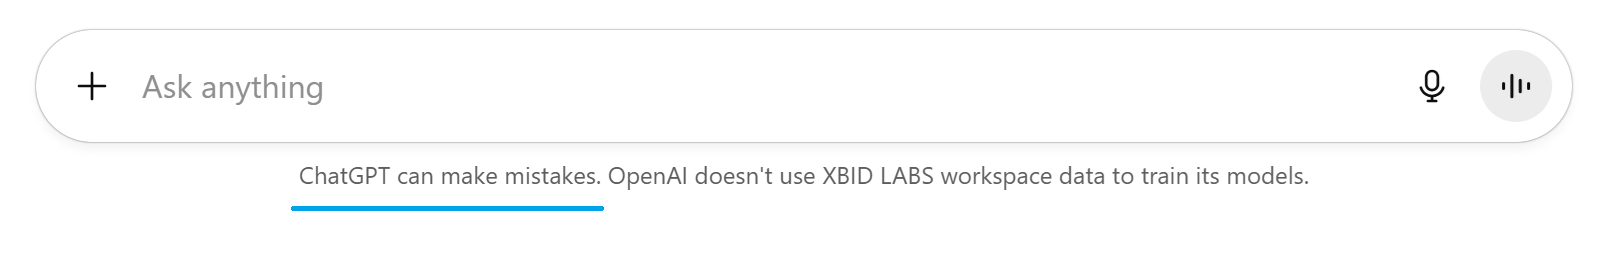 Ask anything
ChatGPT can make mistakes. OpenAI doesn't use XBID LABS workspace data to train its models.